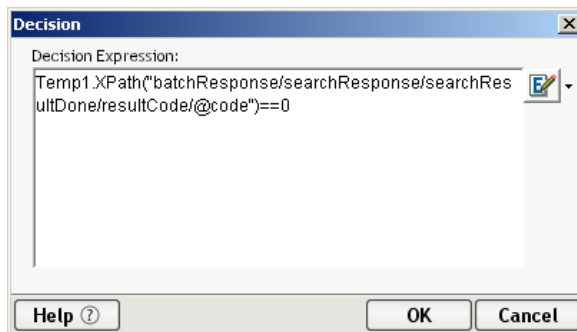 Decision
Decision Expression:
Temp1.XPath("batchResponse/searchResponse/searchRes
ultDone/resultCode/@code")==0
E
Help ?
OK
Cancel